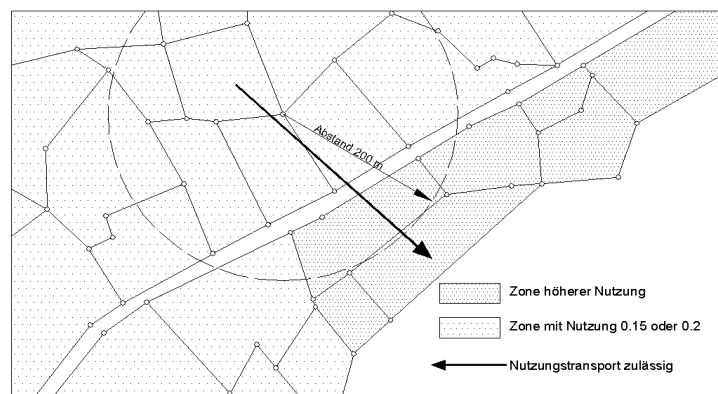 Abstand 200 m
Zone höherer Nutzung
Zone mit Nutzung 0.15 oder 0.2
Nutzungstransport zulässig